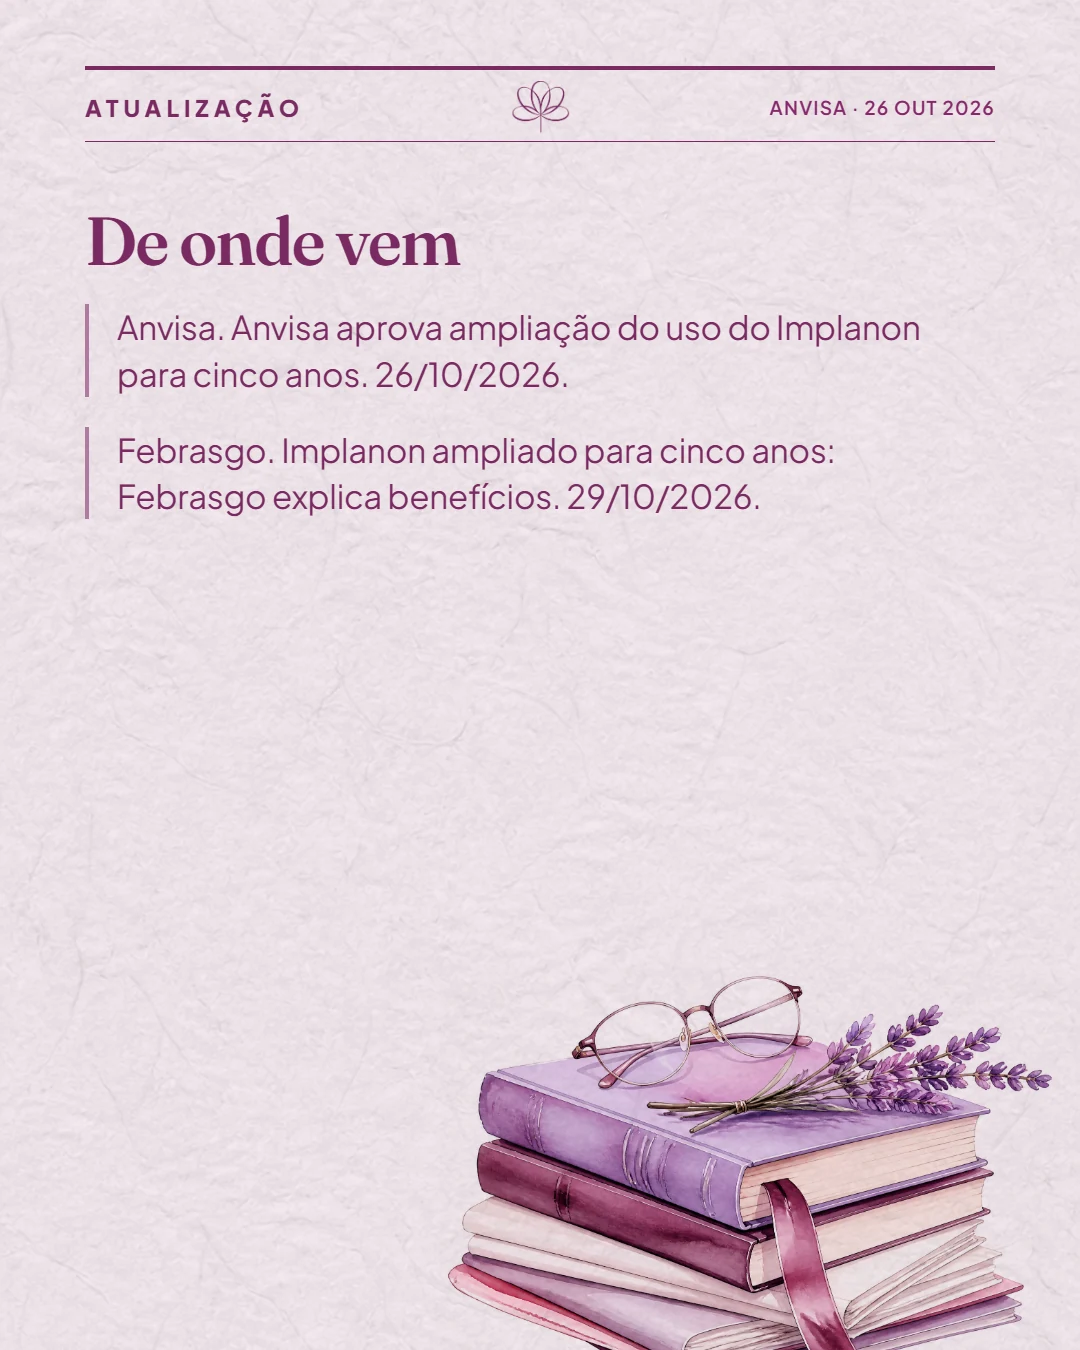 ATUALIZAÇÃO
ANVISA · 26 OUT 2026
De onde vem
Anvisa. Anvisa aprova ampliação do uso do Implanon
para cinco anos. 26/10/2026.
Febrasgo. Implanon ampliado para cinco anos:
Febrasgo explica benefícios. 29/10/2026.